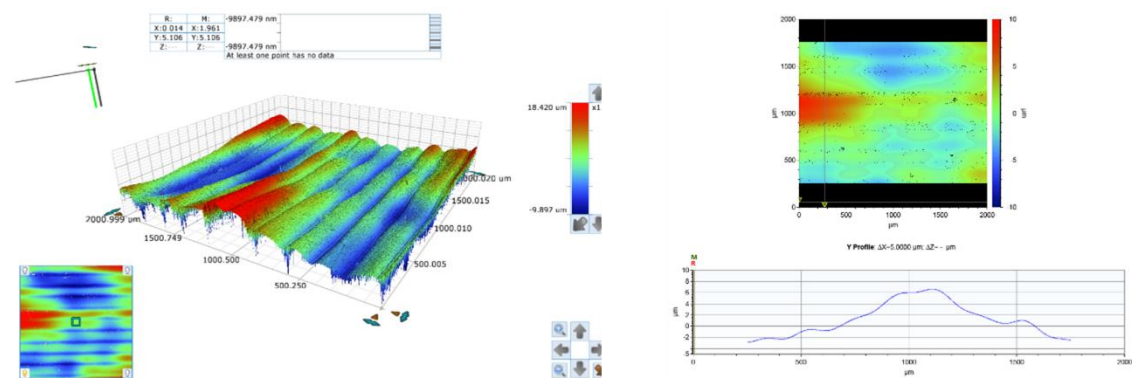 R: M: -9897.479 nm
X:0.014 X:1.961
Y:5.106 Y:5.106
Z:--- Z:--- -9897.479 nm
At least one point has no data
18.420 um x1
-9.897 um
2000.999 um
1500.749
1000.500
500.250
000.020 um
1500.015
1000.010
500.005
2000
1500
1000
500
0
µm
0 500 1000 1500 2000
µm
10
5
0
-5
-10
µm
Y Profile: ΔX=5.0000 µm; ΔZ=-- µm
M
R
10
8
6
4
2
0
-2
µm
0 500 1000 1500 2000
µm